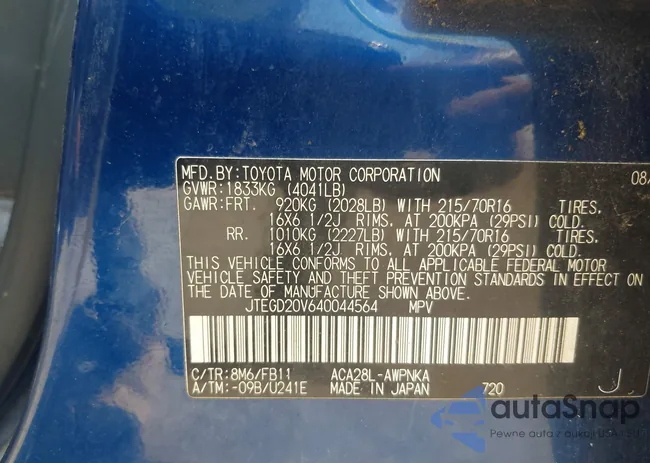 MFD.BY:TOYOTA MOTOR CORPORATION 08/
GVWR:1833KG (4041LB)
GAWR:FRT. 920KG (2028LB) WITH 215/70R16 TIRES.
16X6 1/2J RIMS. AT 200KPA (29PSI) COLD.
RR. 1010KG (2227LB) WITH 215/70R16 TIRES.
16X6 1/2J RIMS. AT 200KPA (29PSI) COLD.
THIS VEHICLE CONFORMS TO ALL APPLICABLE FEDERAL MOTOR
VEHICLE SAFETY AND THEFT PREVENTION STANDARDS IN EFFECT ON
THE DATE OF MANUFACTURE SHOWN ABOVE.
JTEGD20V640044564 MPV
C/TR:8M6/FB11 ACA28L-AWPNKA
A/TM:-09B/U241E MADE IN JAPAN 720 J
autoSnap
Pewne auta z aukcji